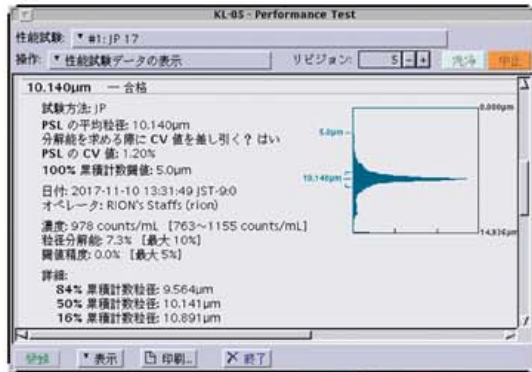 KL-05 - Performance Test
性能試験: #1: JP 17
操作: 性能試験データの表示 リビジョン: 5 - + 洗浄 中止
10.140μm — 合格
試験方法: JP
PSL の平均粒径: 10.140μm
分解能を求める際に CV 値を差し引く? はい
PSL の CV 値: 1.20%
100% 累積計数閾値: 5.0μm
日付: 2017-11-10 13:31:49 JST-9:0
オペレータ: RION's Staffs (rion)
濃度: 978 counts/mL [763~1155 counts/mL]
粒径分解能: 7.3% [最大 10%]
閾値精度: 0.0% [最大 5%]
詳細:
84% 累積計数粒径: 9.564μm
50% 累積計数粒径: 10.141μm
16% 累積計数粒径: 10.891μm
0.000μm
5.0μm
10.140μm
14.836μm
登録 表示 印刷... 終了